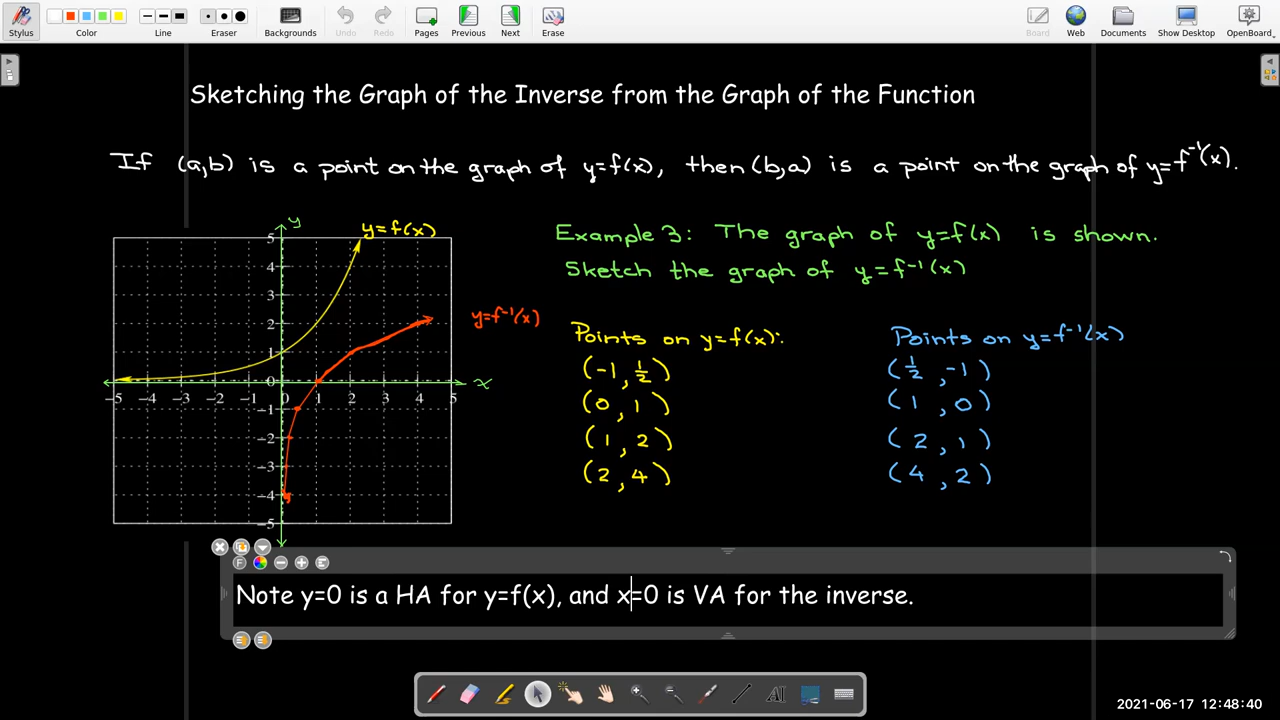 Stylus
Color
Line
Eraser
Backgrounds
Undo
Redo
Pages
Previous
Next
Erase
Board
Web
Documents
Show Desktop
OpenBoard
Sketching the Graph of the Inverse from the Graph of the Function
If (a,b) is a point on the graph of y=f(x), then (b,a) is a point on the graph of y=f⁻¹(x).
y
y=f(x)
5
4
3
2
1
0
-1
-2
-3
-4
-5
-5 -4 -3 -2 -1 0 1 2 3 4 5
x
y=f⁻¹(x)
Example 3: The graph of y=f(x) is shown.
Sketch the graph of y=f⁻¹(x)
Points on y=f(x):
(-1, ½)
(0, 1)
(1, 2)
(2, 4)
Points on y=f⁻¹(x)
(½, -1)
(1, 0)
(2, 1)
(4, 2)
F
Note y=0 is a HA for y=f(x), and x=0 is VA for the inverse.
AI
2021-06-17 12:48:40